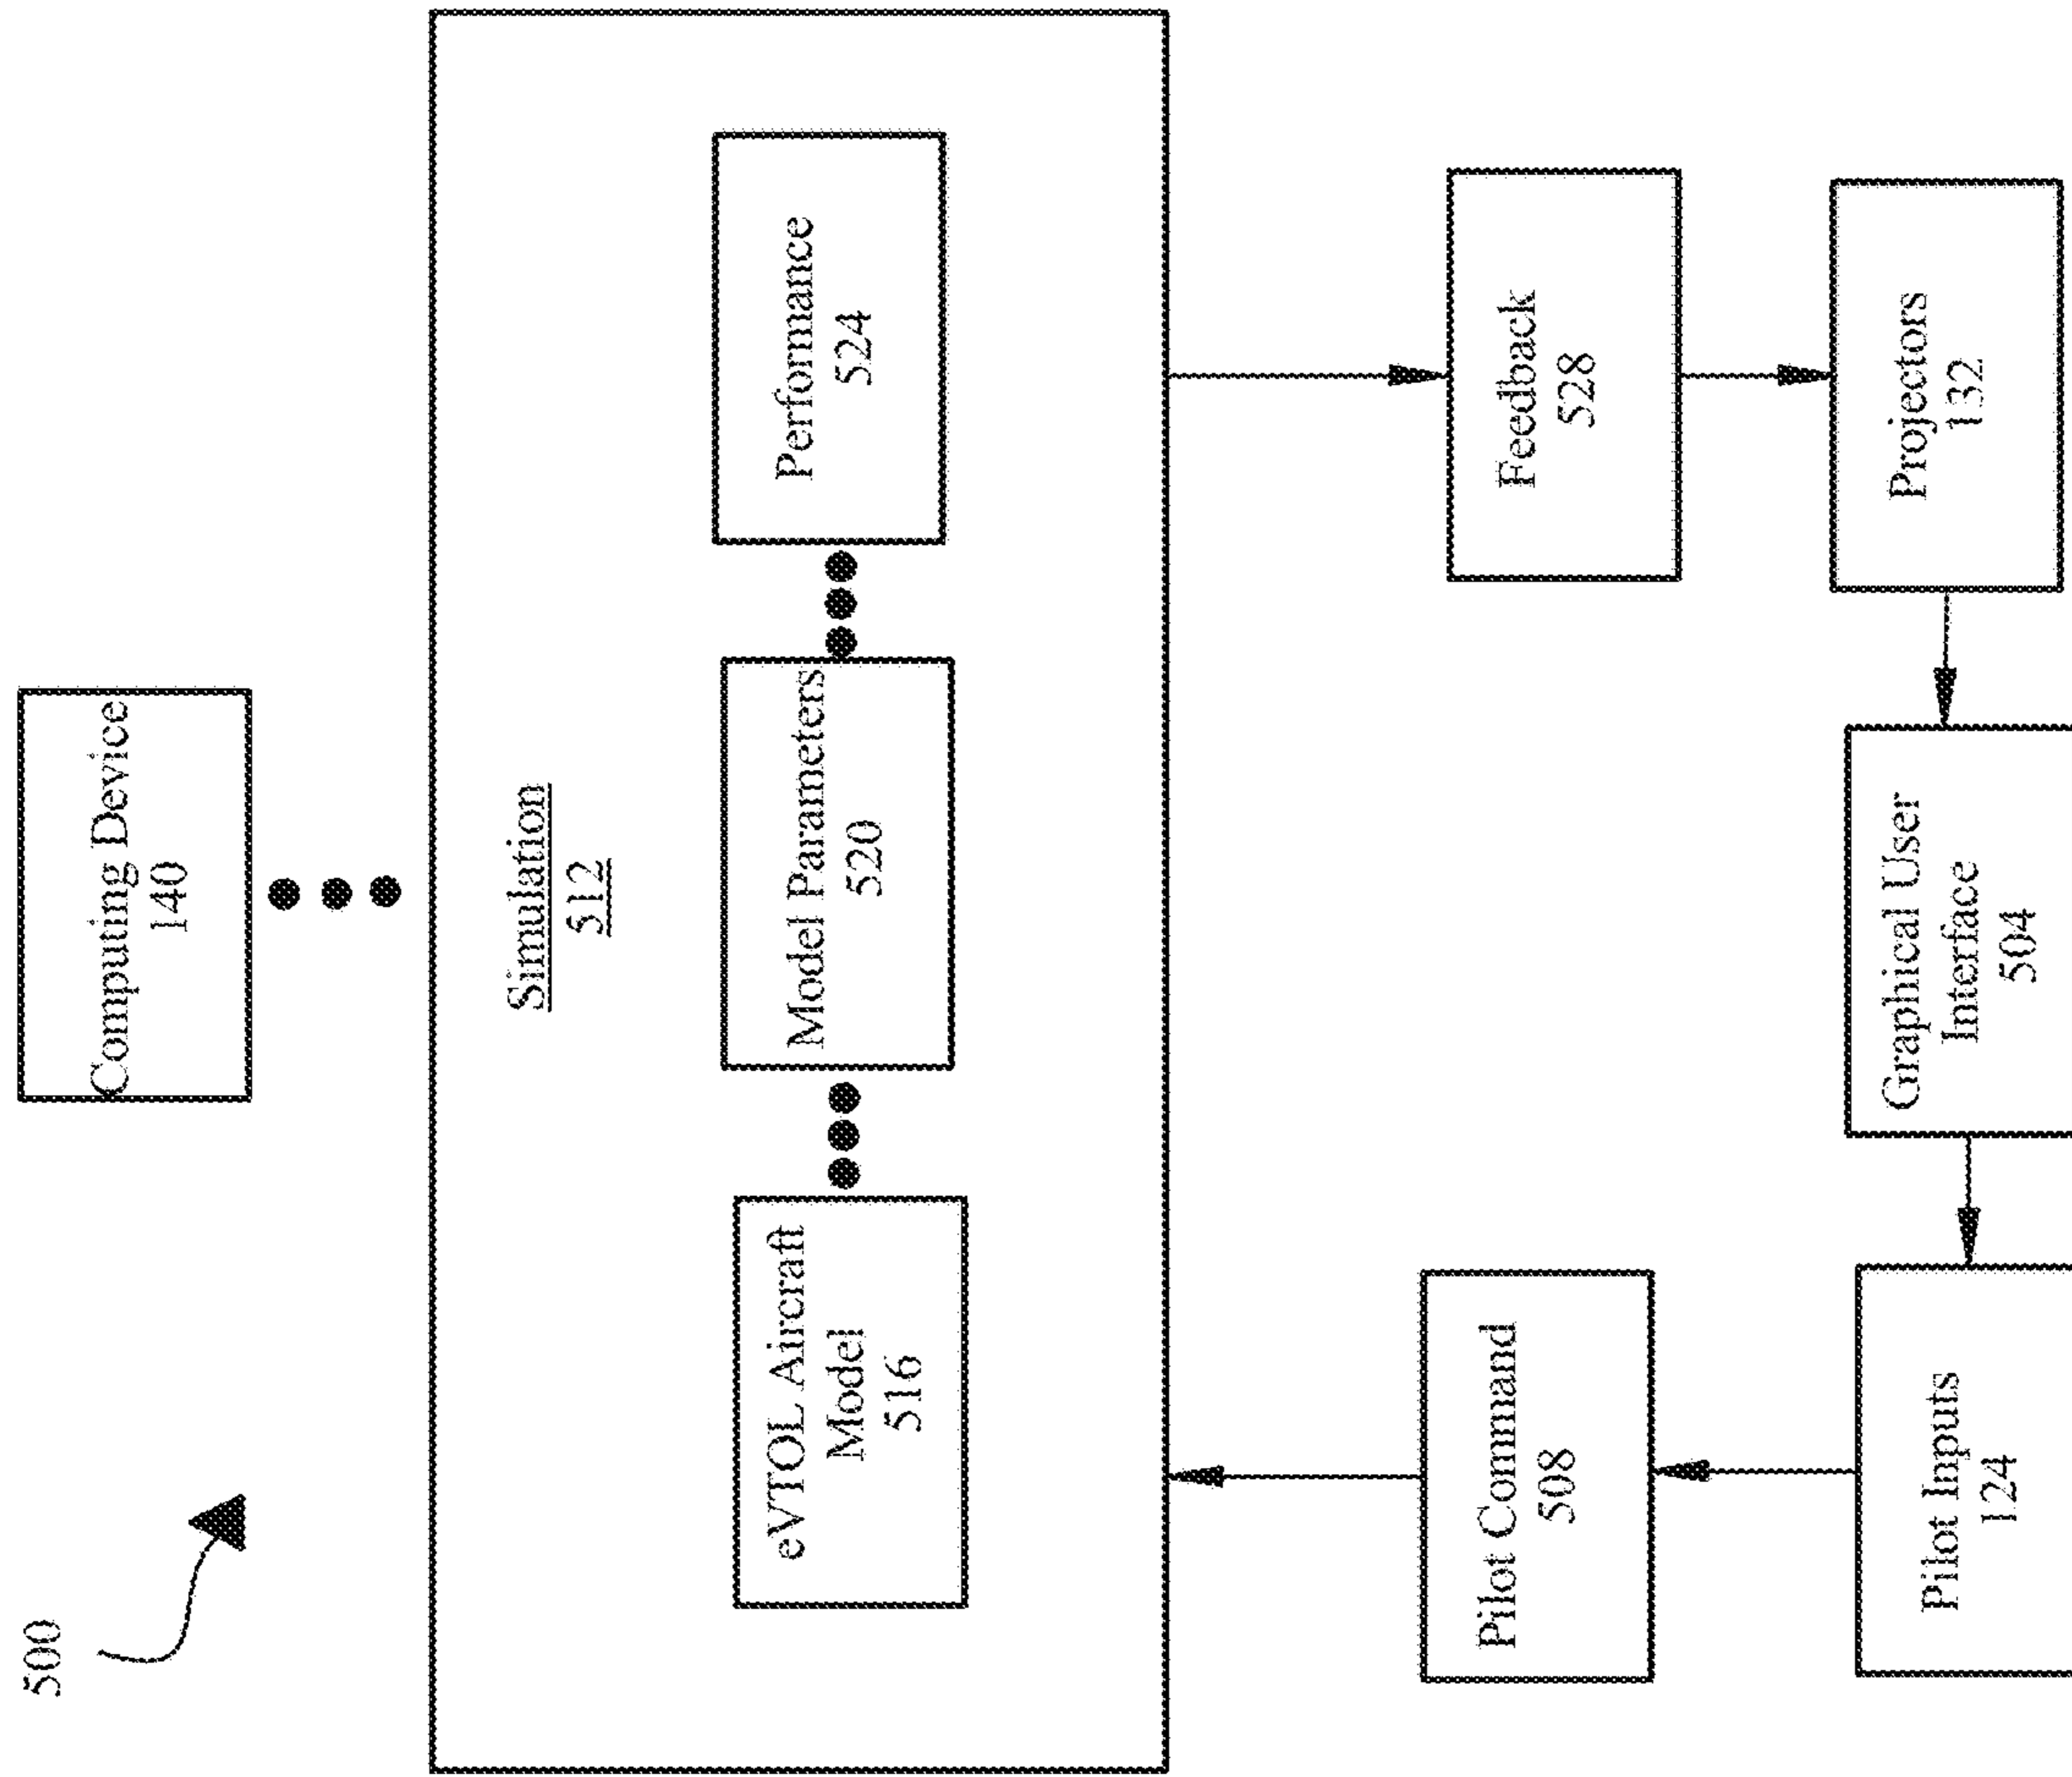 500
Computing Device
140
Simulation
512
eVTOL Aircraft
Model
516
Model Parameters
520
Performance
524
Pilot Command
508
Feedback
528
Pilot Inputs
124
Graphical User
Interface
504
Projectors
132